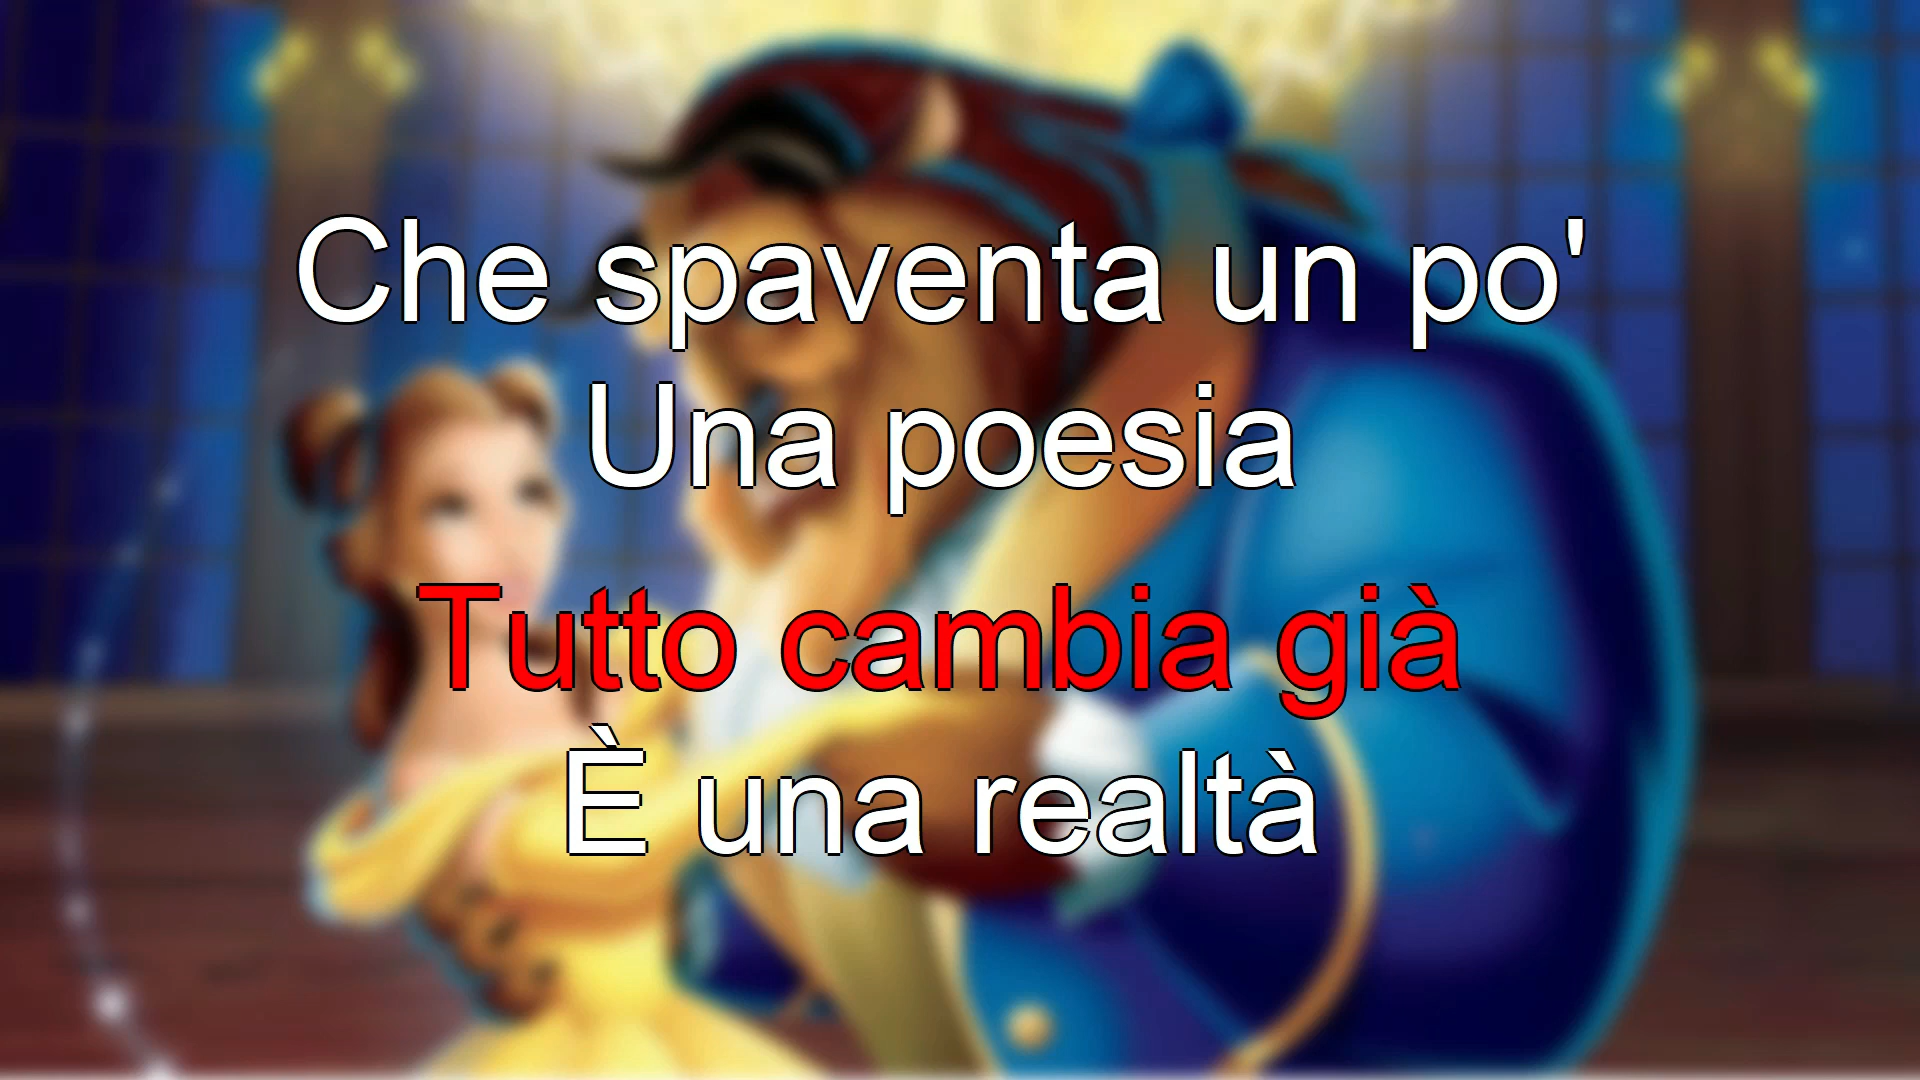 Che spaventa un po'
Una poesia
Tutto cambia già
È una realtà